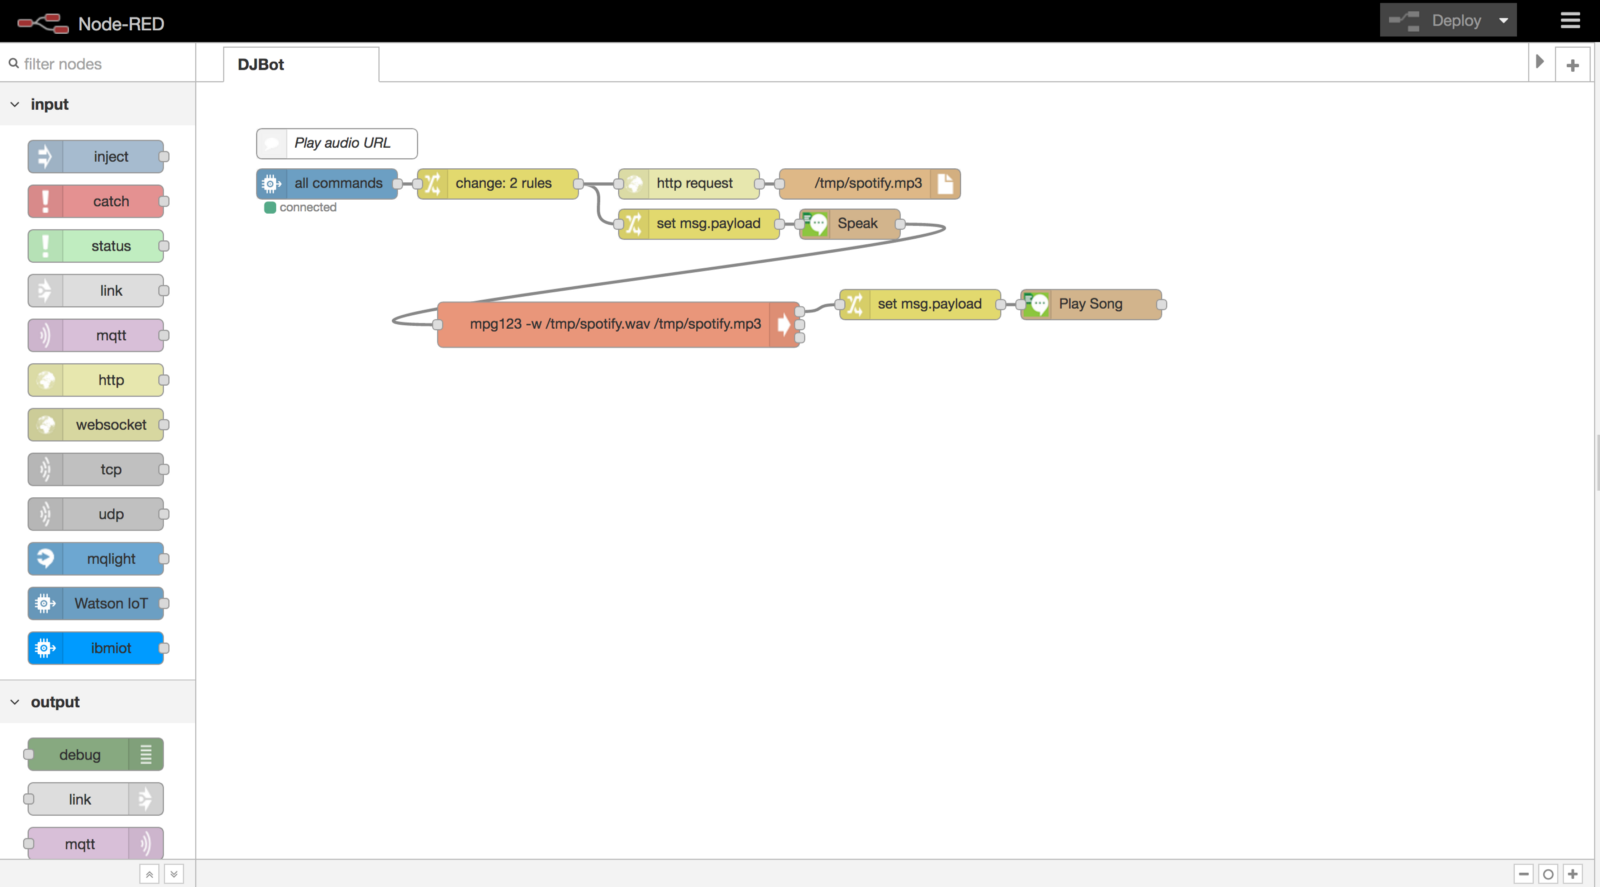 Node-RED
Deploy
filter nodes
DJBot
input
inject
catch
status
link
mqtt
http
websocket
tcp
udp
mqlight
Watson IoT
ibmiot
output
debug
link
mqtt
Play audio URL
all commands
connected
change: 2 rules
http request
/tmp/spotify.mp3
set msg.payload
Speak
mpg123 -w /tmp/spotify.wav /tmp/spotify.mp3
set msg.payload
Play Song